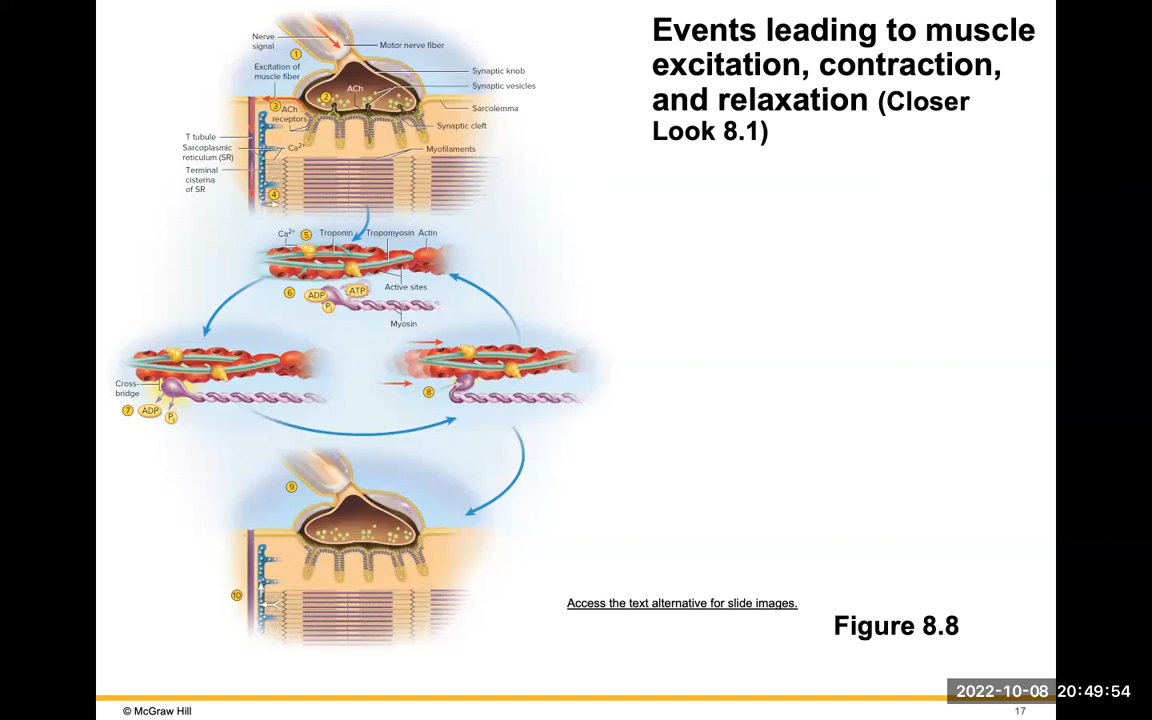 Events leading to muscle
excitation, contraction,
and relaxation (Closer
Look 8.1)
Nerve
signal
1
Motor nerve fiber
Excitation of
muscle fiber
Synaptic knob
Synaptic vesicles
ACh
2
3
ACh
receptors
Sarcolemma
Synaptic cleft
T tubule
Sarcoplasmic
reticulum (SR)
Ca2+
Myofilaments
Terminal
cisterna
of SR
4
Ca2+
5
Troponin
Tropomyosin
Actin
6
ADP
ATP
Pi
Active sites
Myosin
Cross-
bridge
7
ADP
Pi
8
9
10
Access the text alternative for slide images.
Figure 8.8
2022-10-08 20:49:54
© McGraw Hill
17